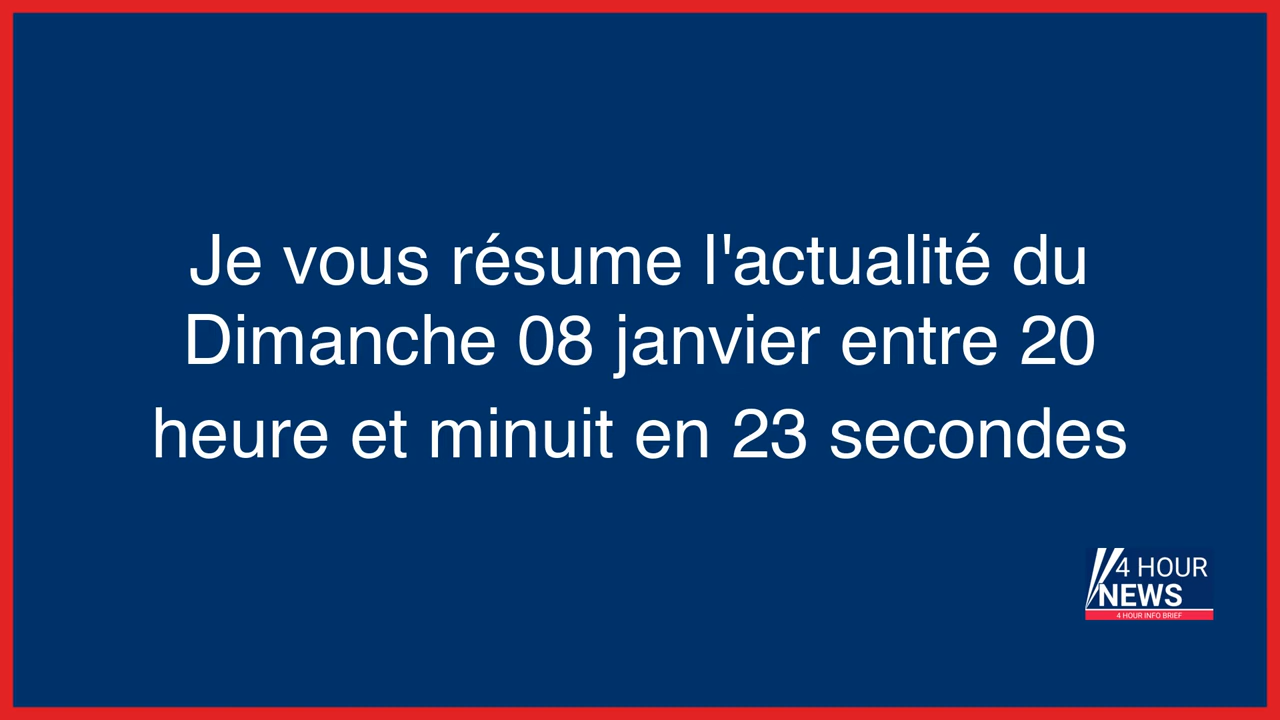 Je vous résume l'actualité du
Dimanche 08 janvier entre 20
heure et minuit en 23 secondes
4 HOUR
NEWS
4 HOUR INFO BRIEF